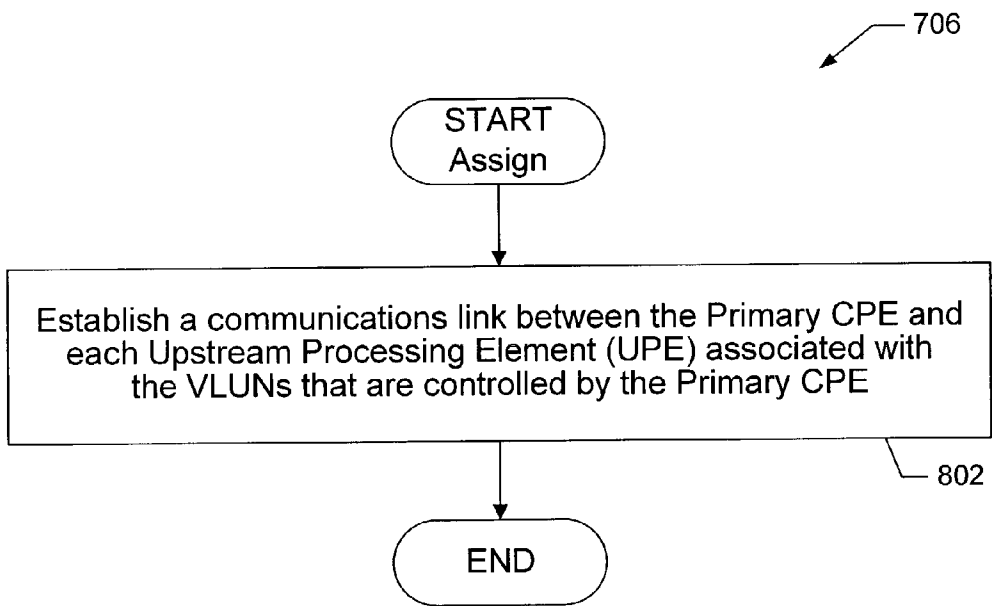 706
START
Assign
Establish a communications link between the Primary CPE and
each Upstream Processing Element (UPE) associated with
the VLUNs that are controlled by the Primary CPE
802
END